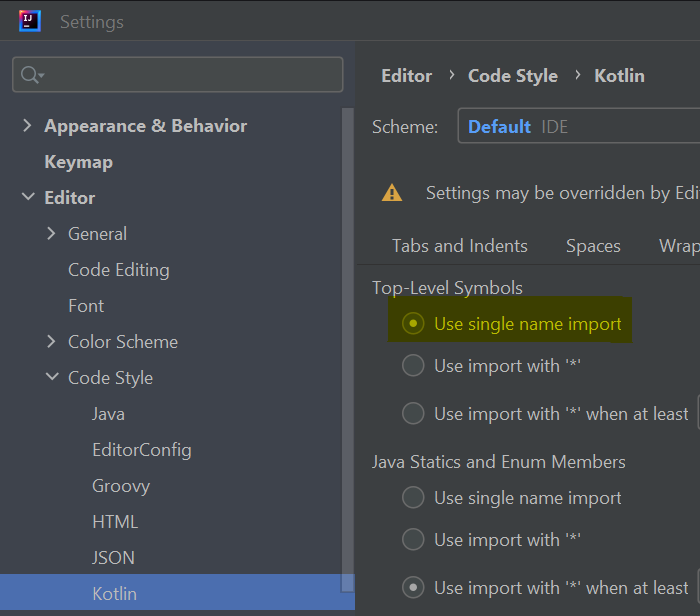 IJ
Settings
Appearance & Behavior
Keymap
Editor
General
Code Editing
Font
Color Scheme
Code Style
Java
EditorConfig
Groovy
HTML
JSON
Kotlin
Editor › Code Style › Kotlin
Scheme: Default IDE
Settings may be overridden by Edi
Tabs and Indents Spaces Wrap
Top-Level Symbols
Use single name import
Use import with '*'
Use import with '*' when at least
Java Statics and Enum Members
Use single name import
Use import with '*'
Use import with '*' when at least